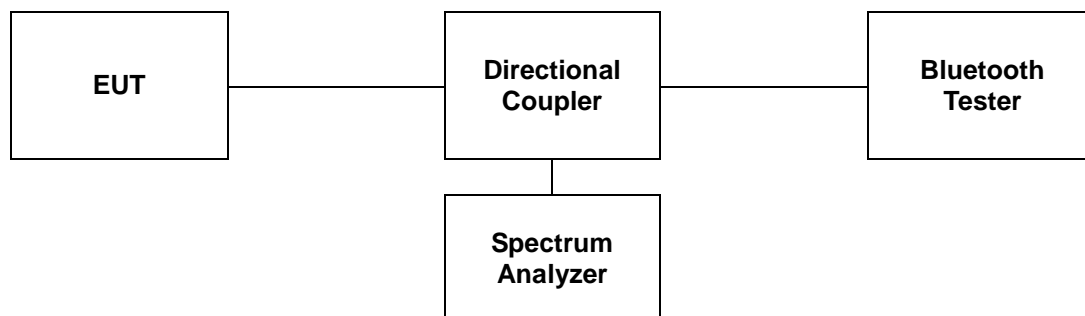 EUT
Directional
Coupler
Bluetooth
Tester
Spectrum
Analyzer